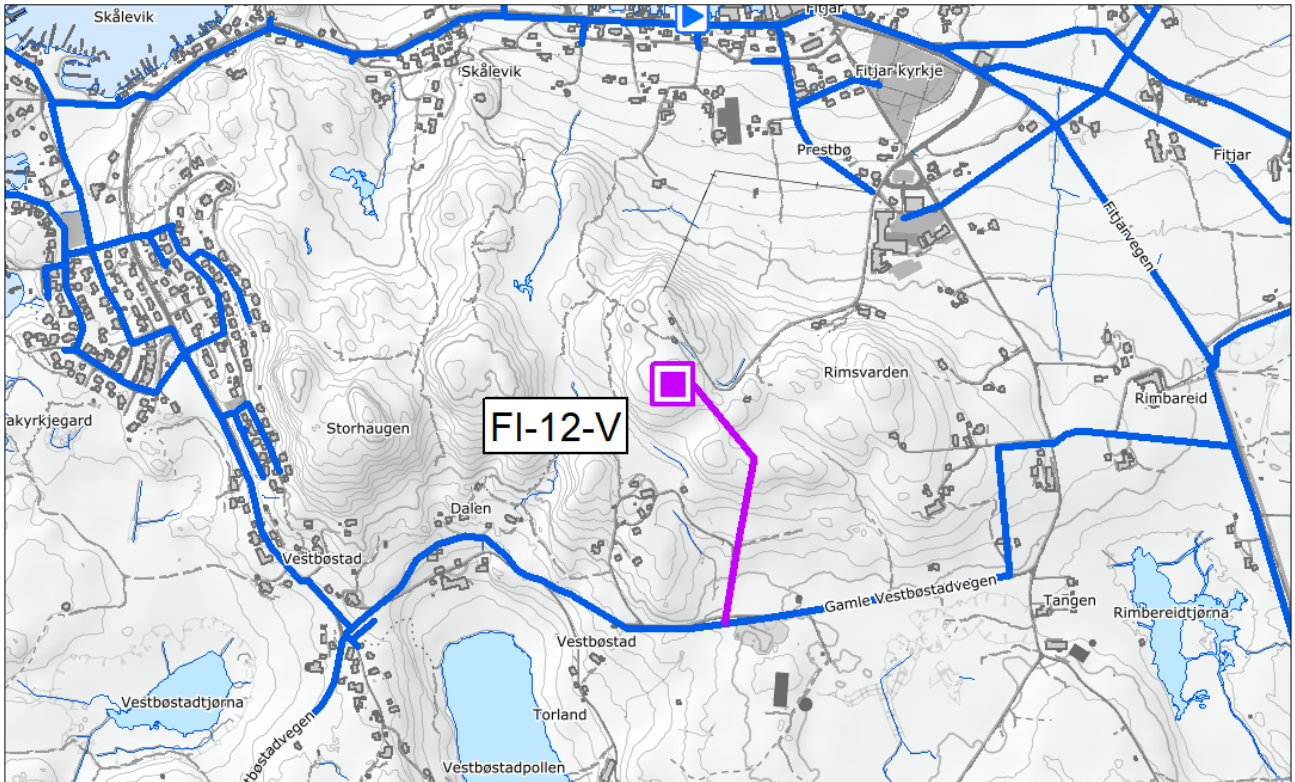 Fitjar
Skålevik
Skålevik
Fitjar kyrkje
Prestbø
Fitjar
Fitjarvegen
Rimsvarden
Rimbareid
akyrkjegard
Storhaugen
FI-12-V
Dalen
Vestbøstad
Gamle Vestbøstadvegen
Tangen
Rimbereidtjørna
Vestbøstad
Vestbøstadtjørna
Torland
tbøstadvegen
Vestbøstadpollen